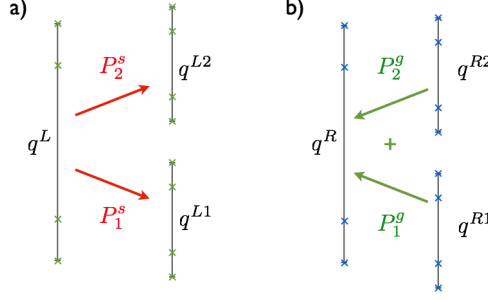 a)
P_2^s
q^{L2}
q^L
P_1^s
q^{L1}
b)
P_2^g
q^{R2}
q^R
+
P_1^g
q^{R1}